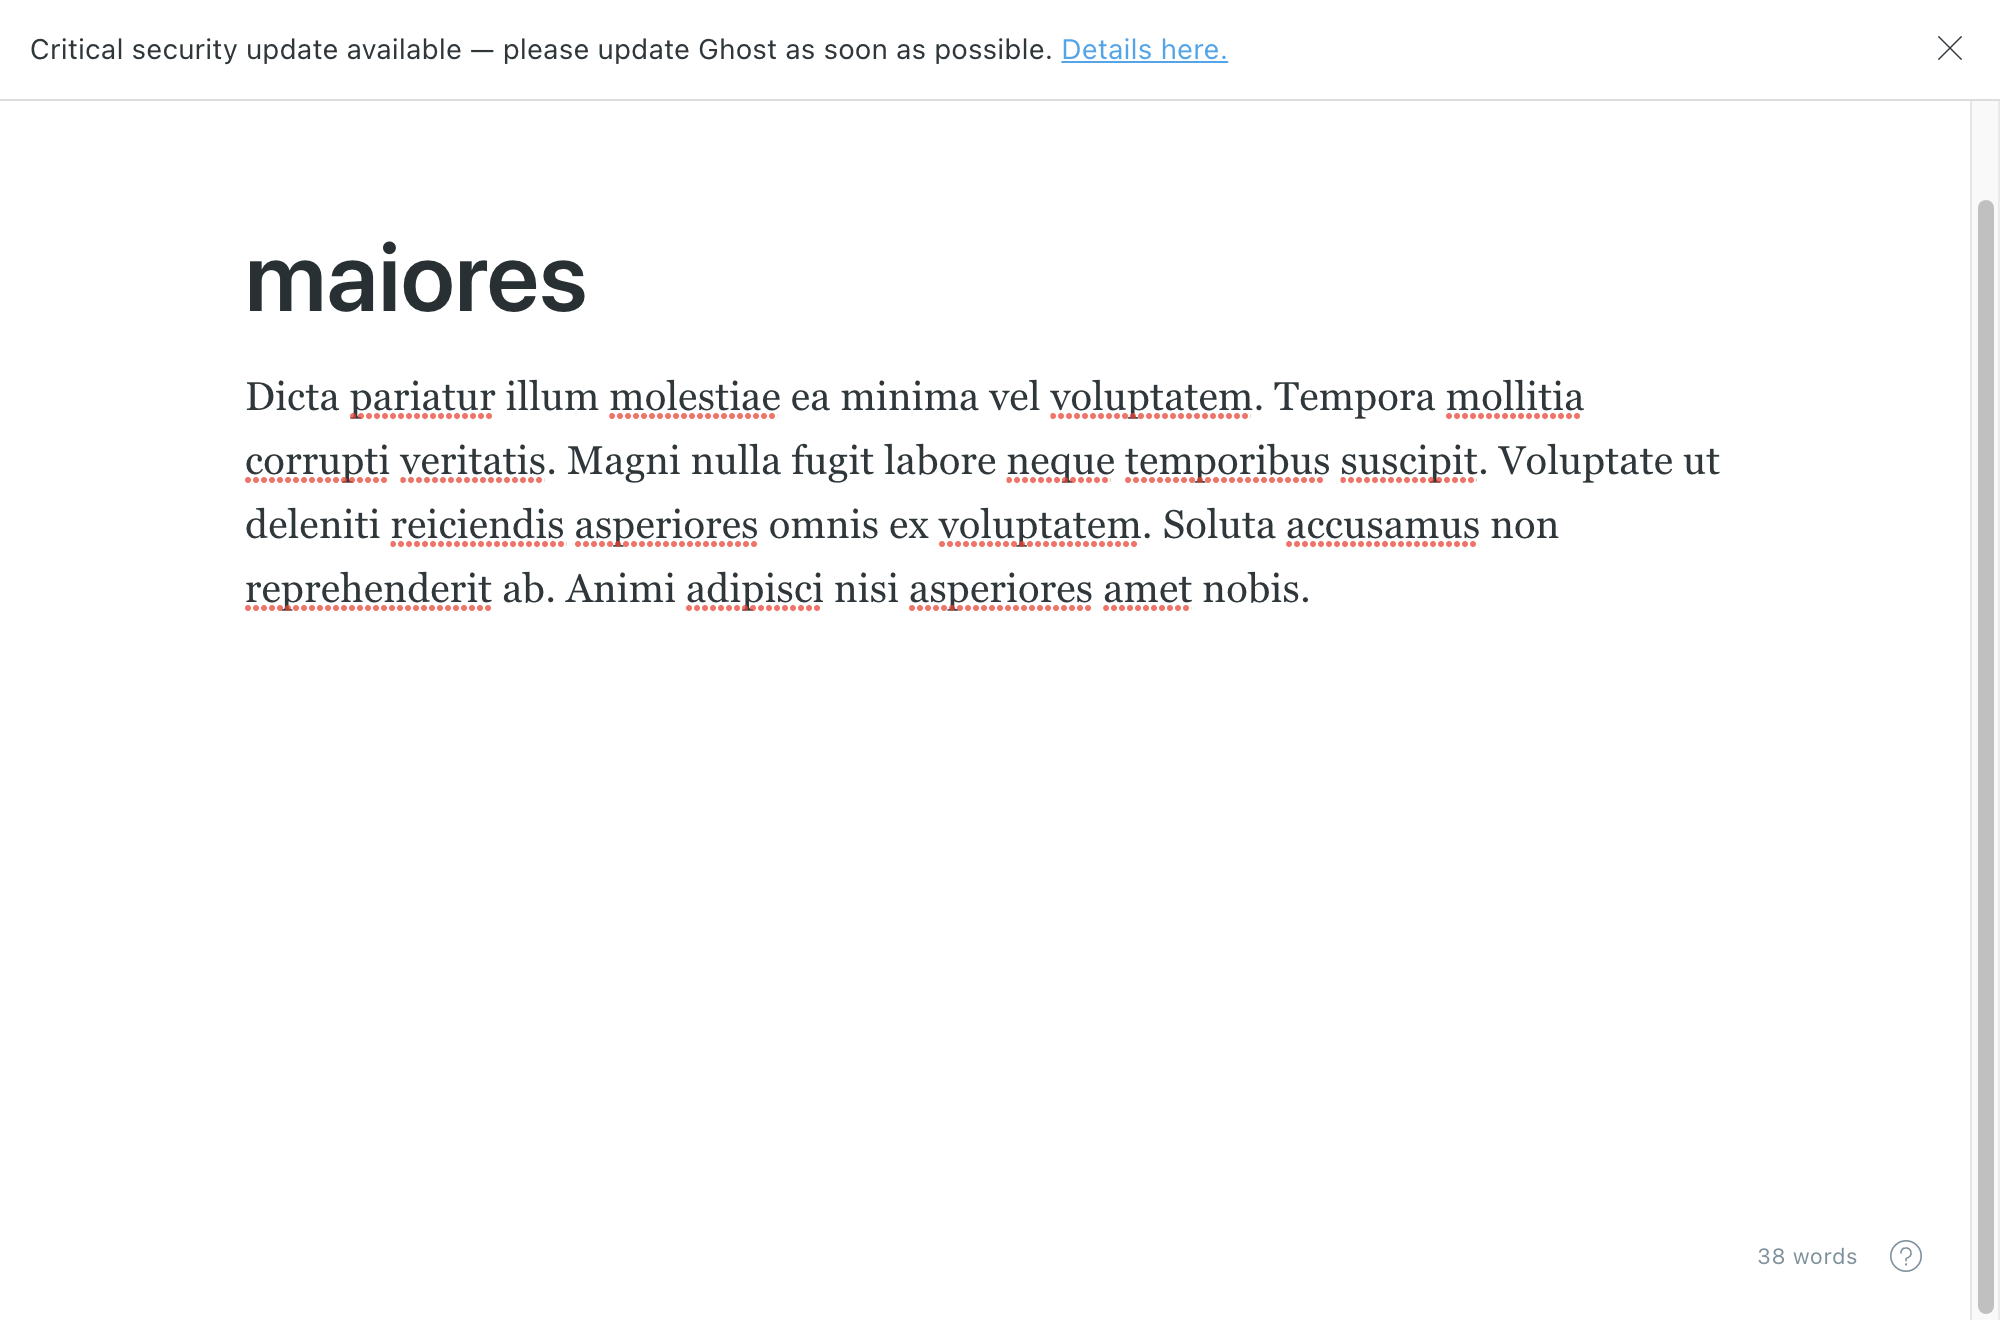 Critical security update available — please update Ghost as soon as possible. Details here.
maiores
Dicta pariatur illum molestiae ea minima vel voluptatem. Tempora mollitia
corrupti veritatis. Magni nulla fugit labore neque temporibus suscipit. Voluptate ut
deleniti reiciendis asperiores omnis ex voluptatem. Soluta accusamus non
reprehenderit ab. Animi adipisci nisi asperiores amet nobis.
38 words